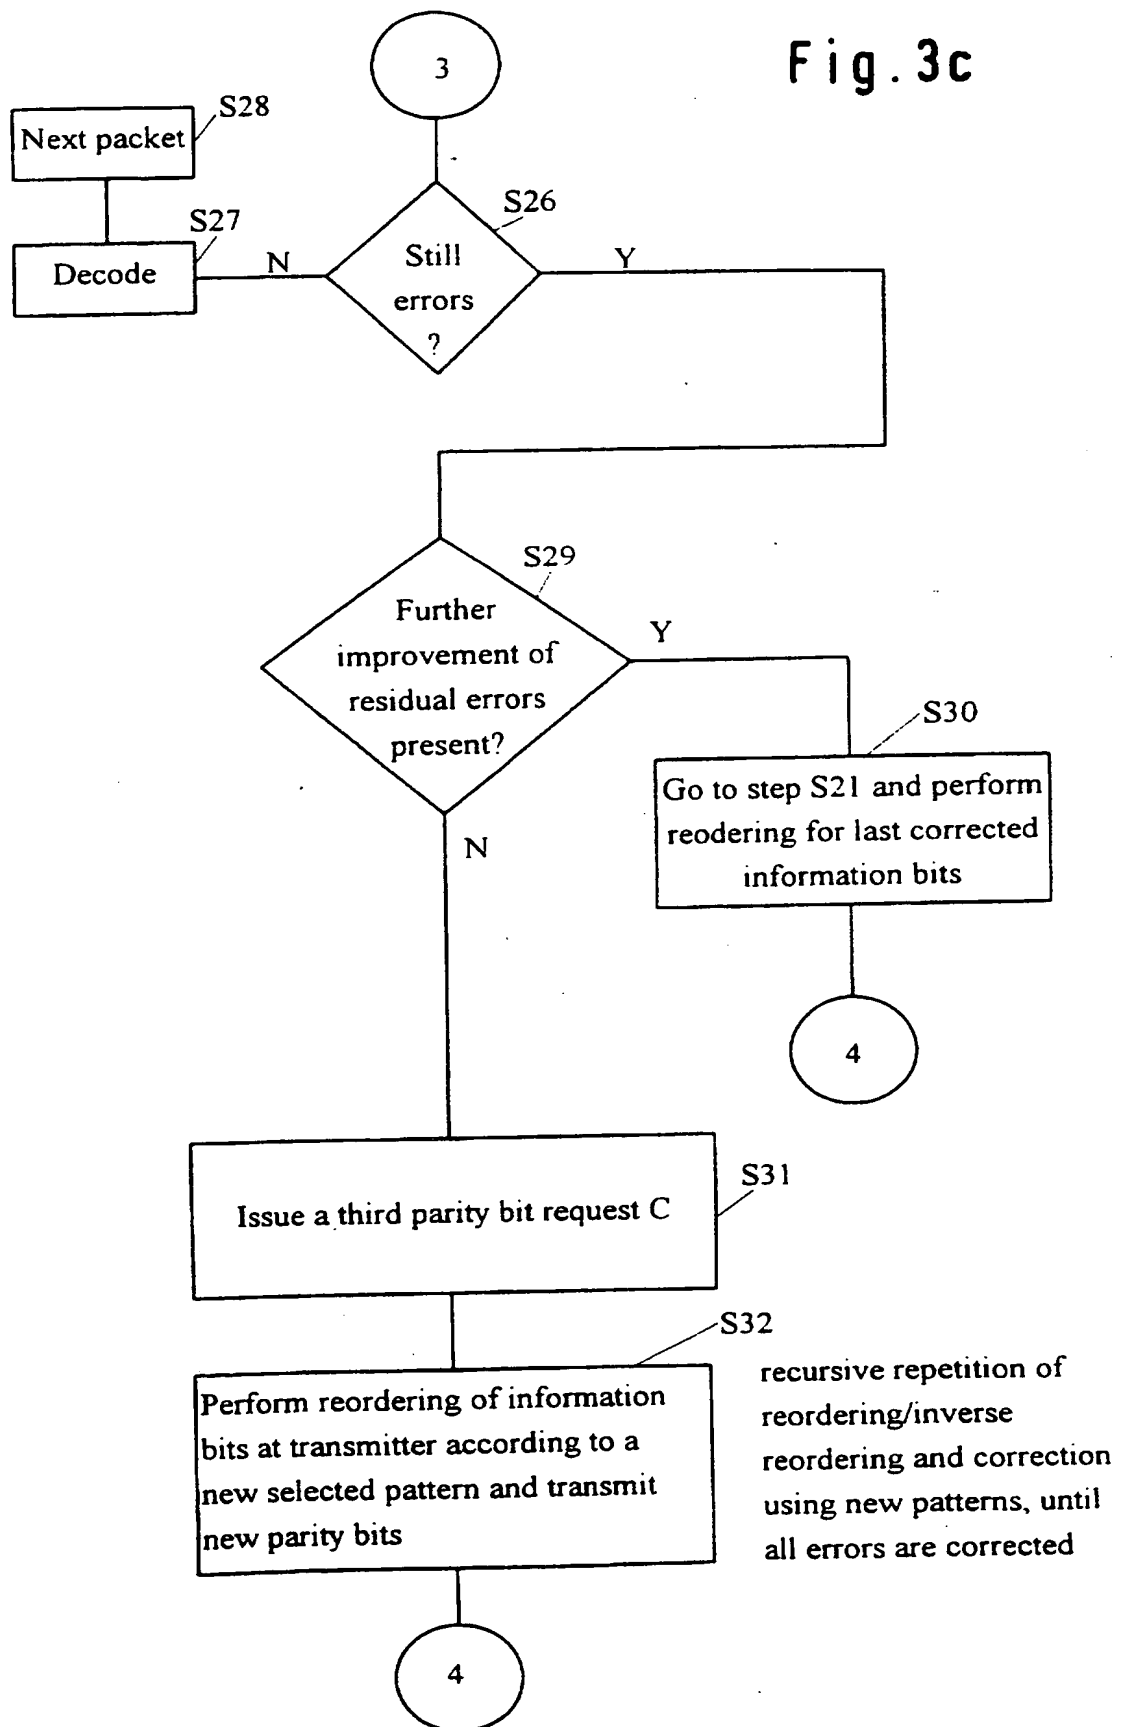 Fig. 3c
3
S28
Next packet
S27
Decode
N
S26
Still
errors
?
Y
S29
Further
improvement of
residual errors
present?
Y
N
S30
Go to step S21 and perform
reodering for last corrected
information bits
4
S31
Issue a third parity bit request C
S32
Perform reordering of information
bits at transmitter according to a
new selected pattern and transmit
new parity bits
recursive repetition of
reordering/inverse
reordering and correction
using new patterns, until
all errors are corrected
4